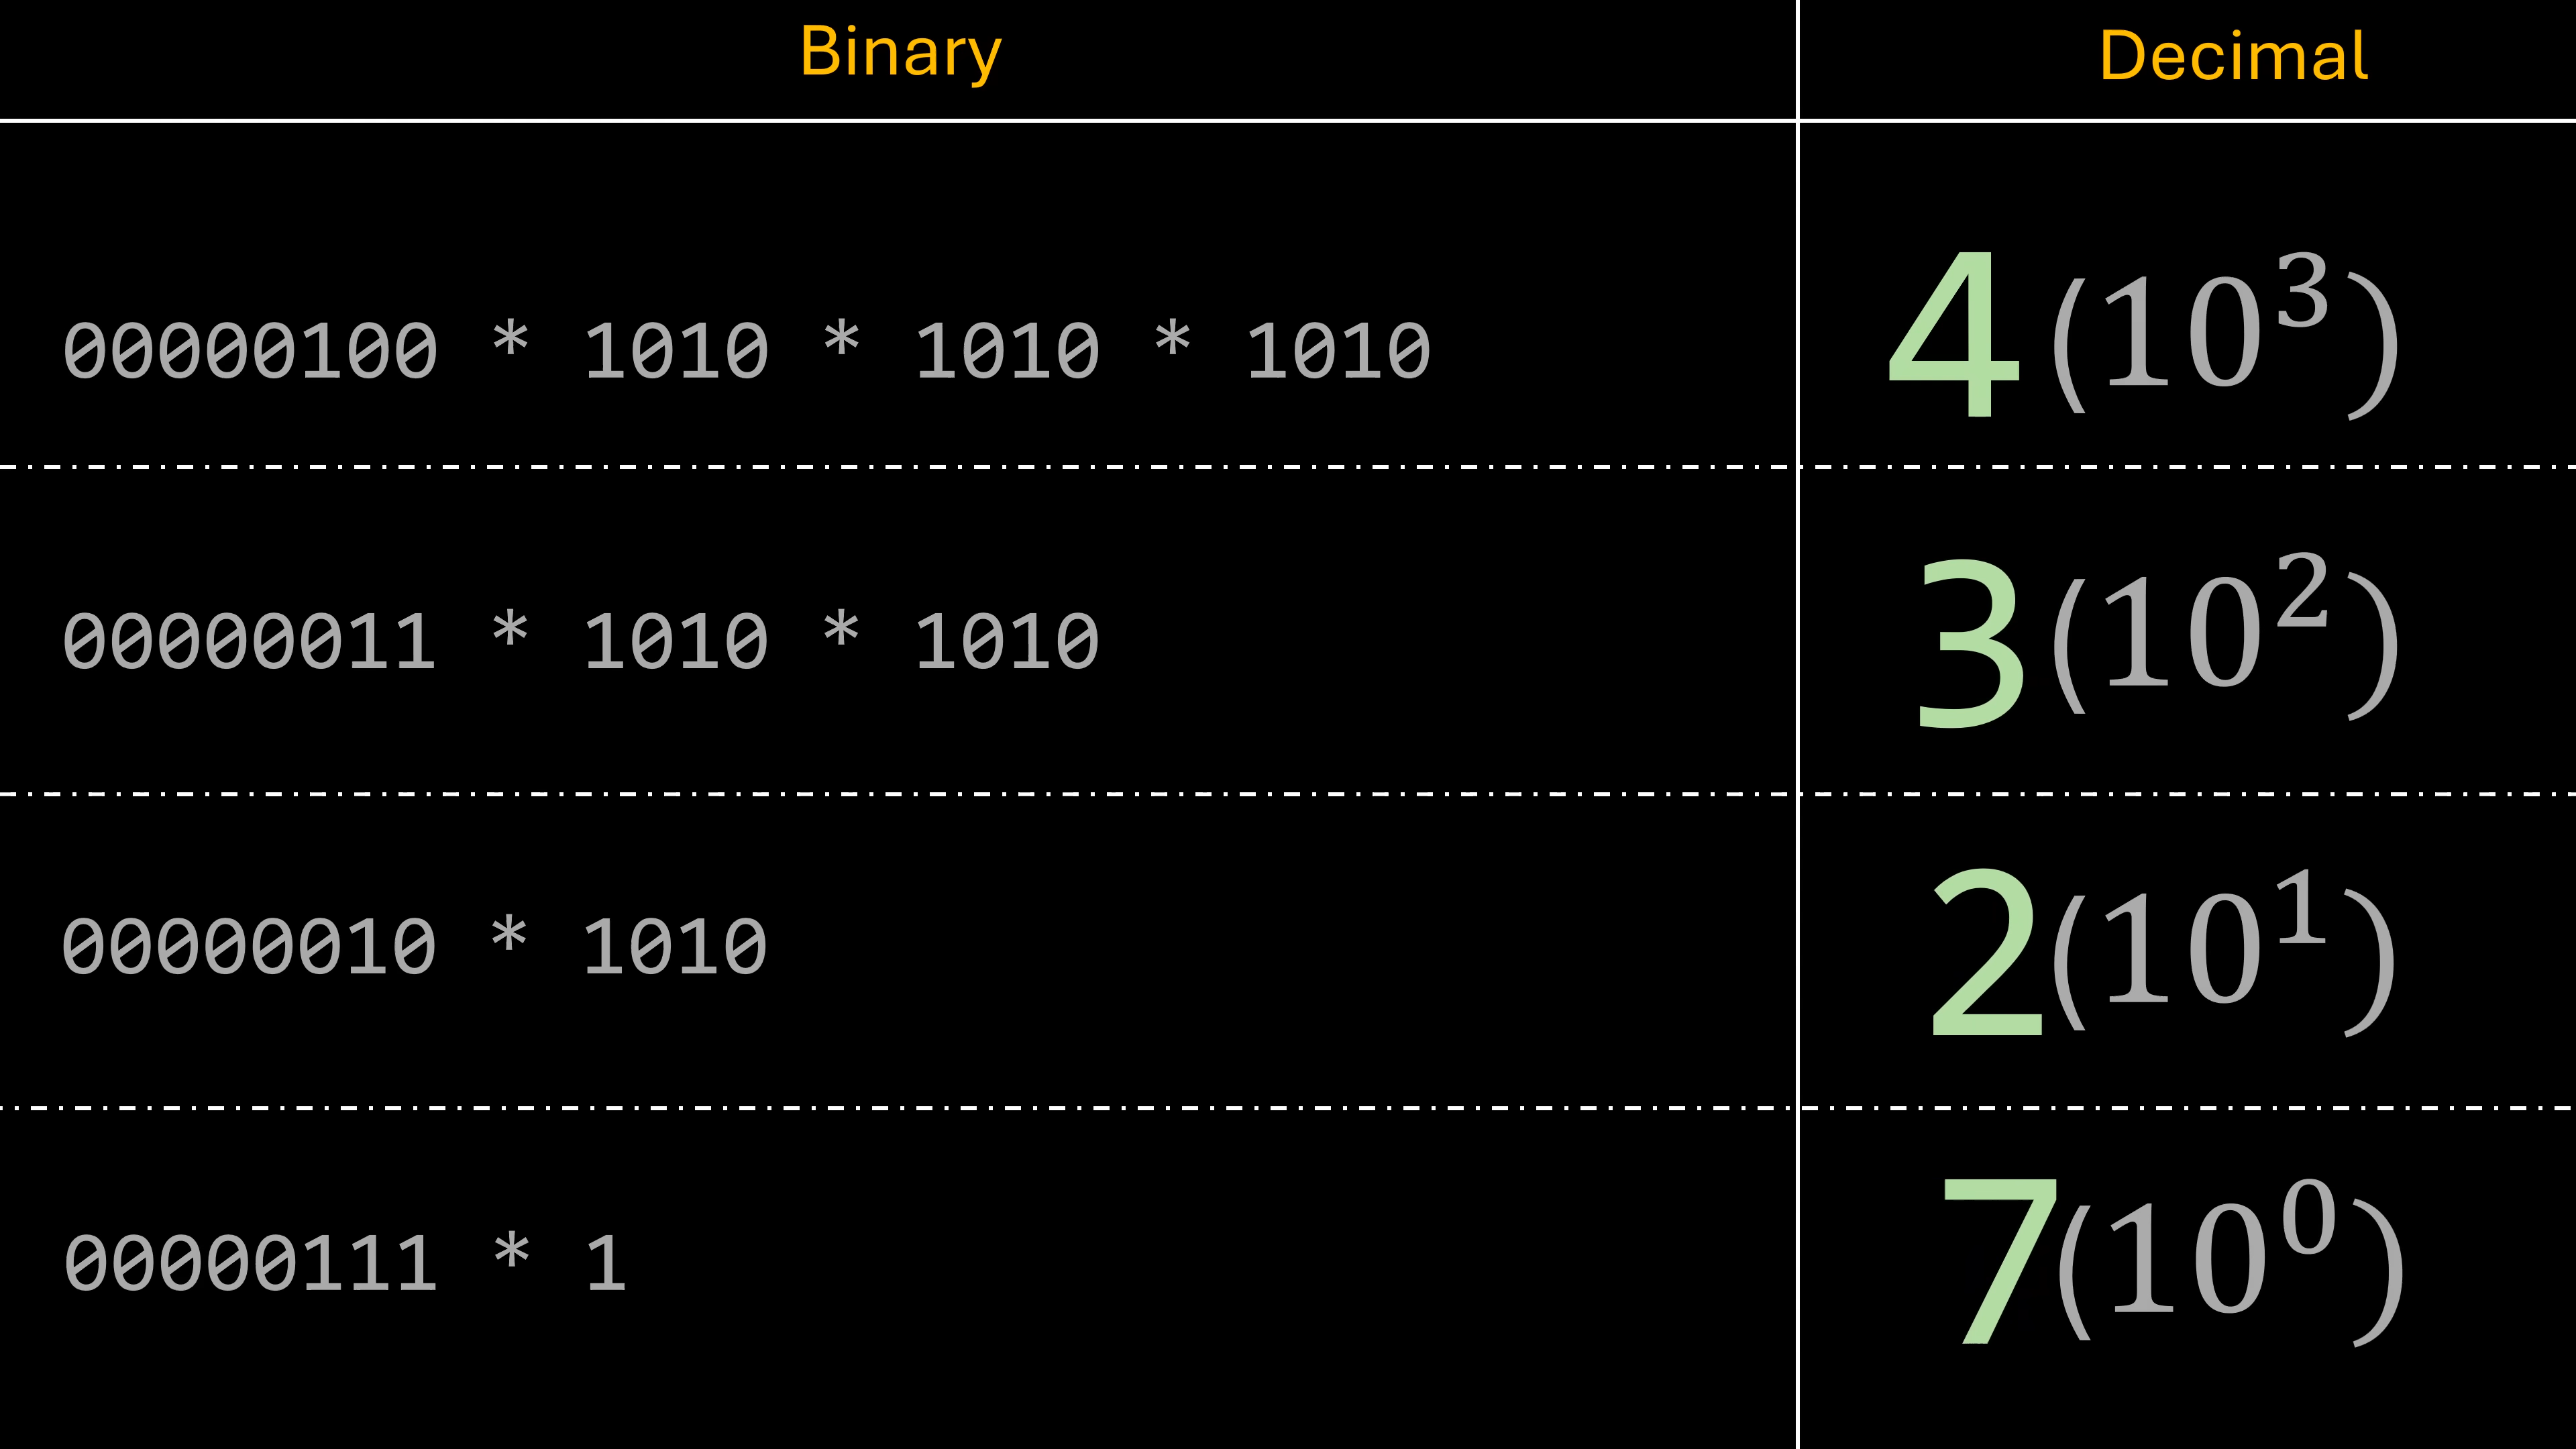 Binary Decimal
00000100 * 1010 * 1010 * 1010 4(10³)
00000011 * 1010 * 1010 3(10²)
00000010 * 1010 2(10¹)
00000111 * 1 7(10⁰)